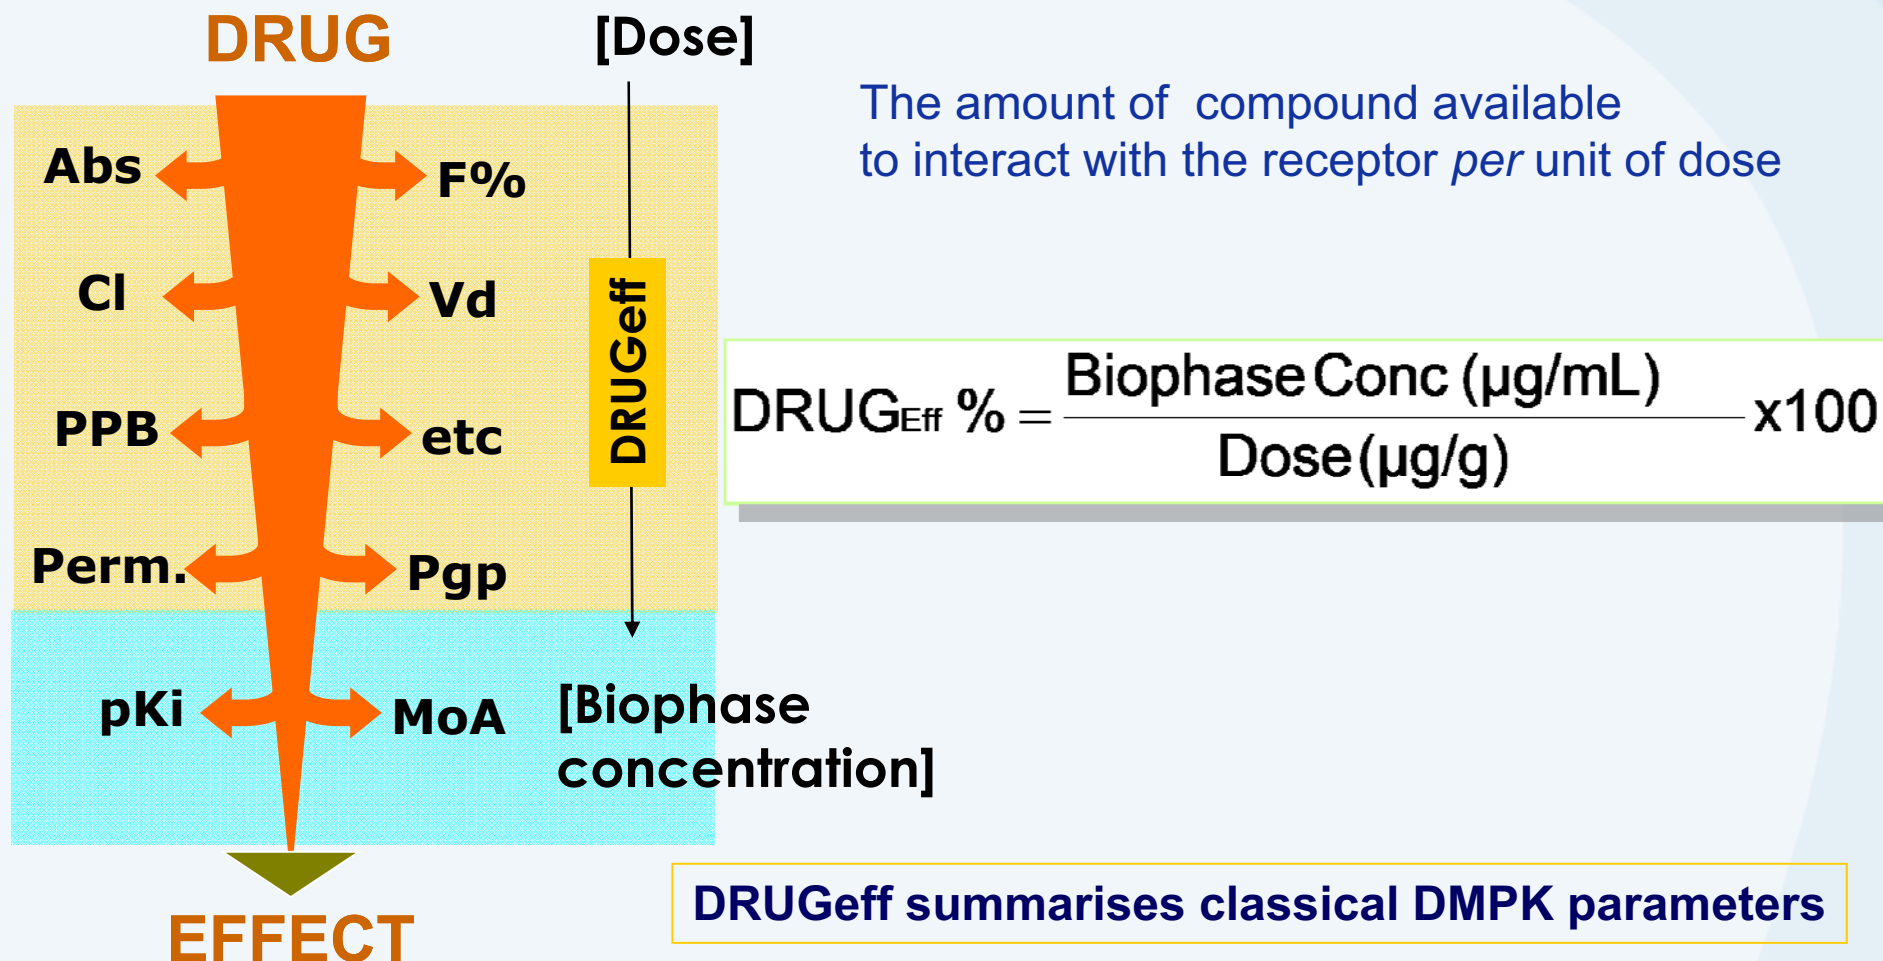 DRUG
[Dose]
The amount of compound available
to interact with the receptor per unit of dose
Abs
F%
Cl
Vd
DRUGeff
DRUGEff % = Biophase Conc (µg/mL) / Dose (µg/g) x100
PPB
etc
Perm.
Pgp
pKi
MoA
[Biophase
concentration]
DRUGeff summarises classical DMPK parameters
EFFECT